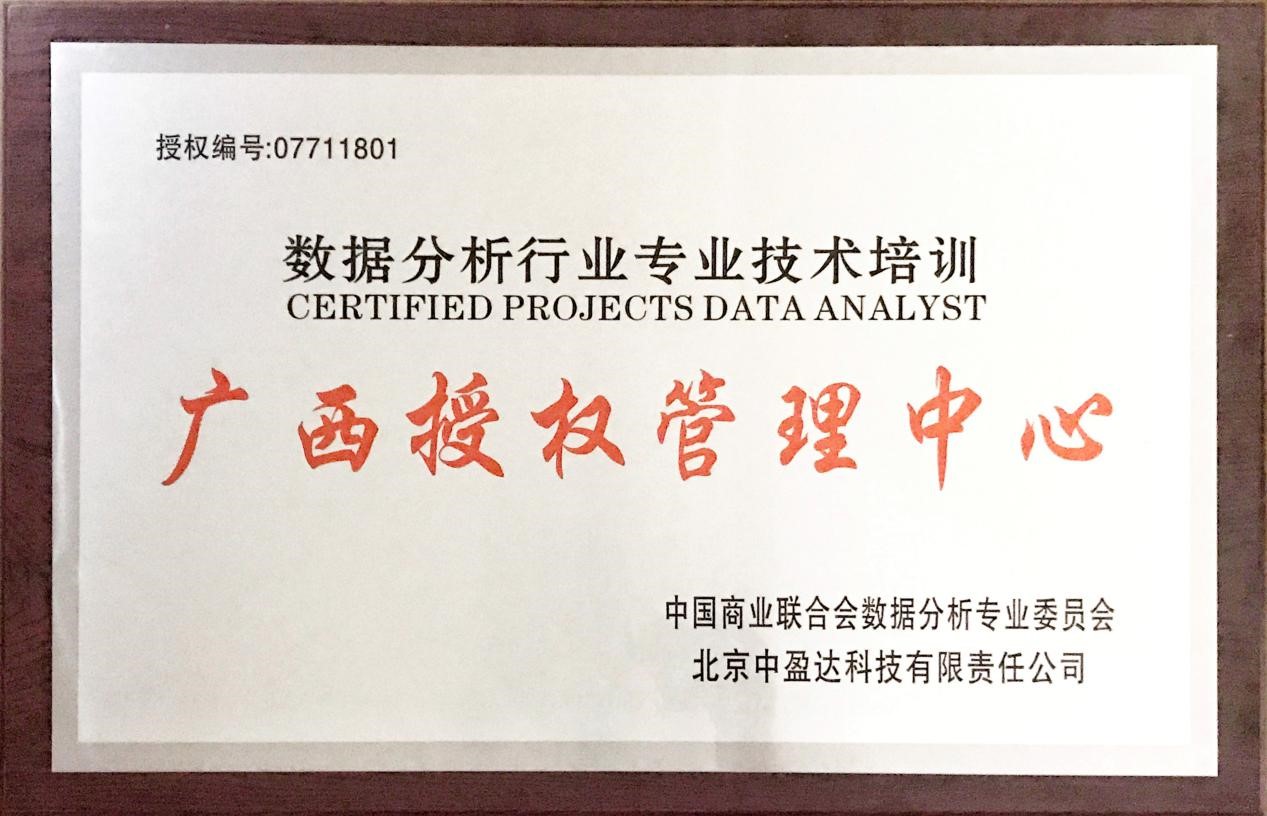 授权编号:07711801
数据分析行业专业技术培训
CERTIFIED PROJECTS DATA ANALYST
广西授权管理中心
中国商业联合会数据分析专业委员会
北京中盈达科技有限责任公司